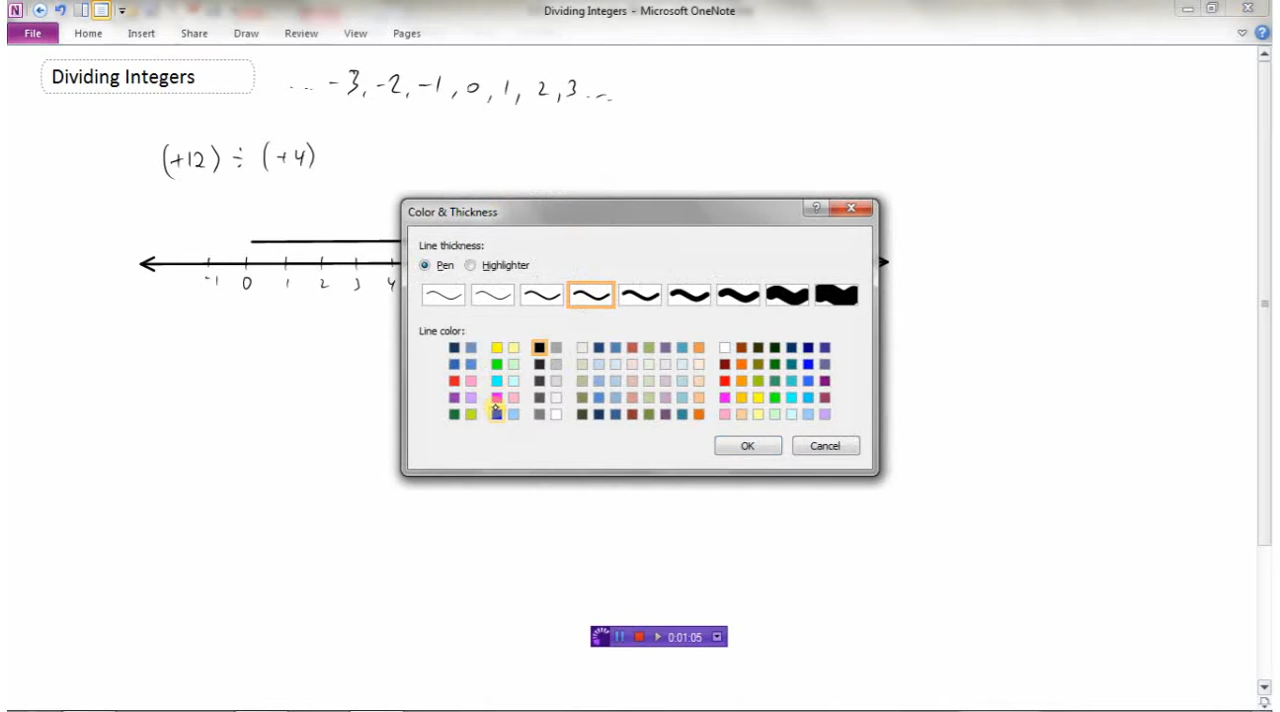 Dividing Integers - Microsoft OneNote
File Home Insert Share Draw Review View Pages
Dividing Integers
... -3, -2, -1, 0, 1, 2, 3 ...
(+12) ÷ (+4)
Color & Thickness
Line thickness:
Pen Highlighter
-1 0 1 2 3 4
Line color:
OK Cancel
0:01:05